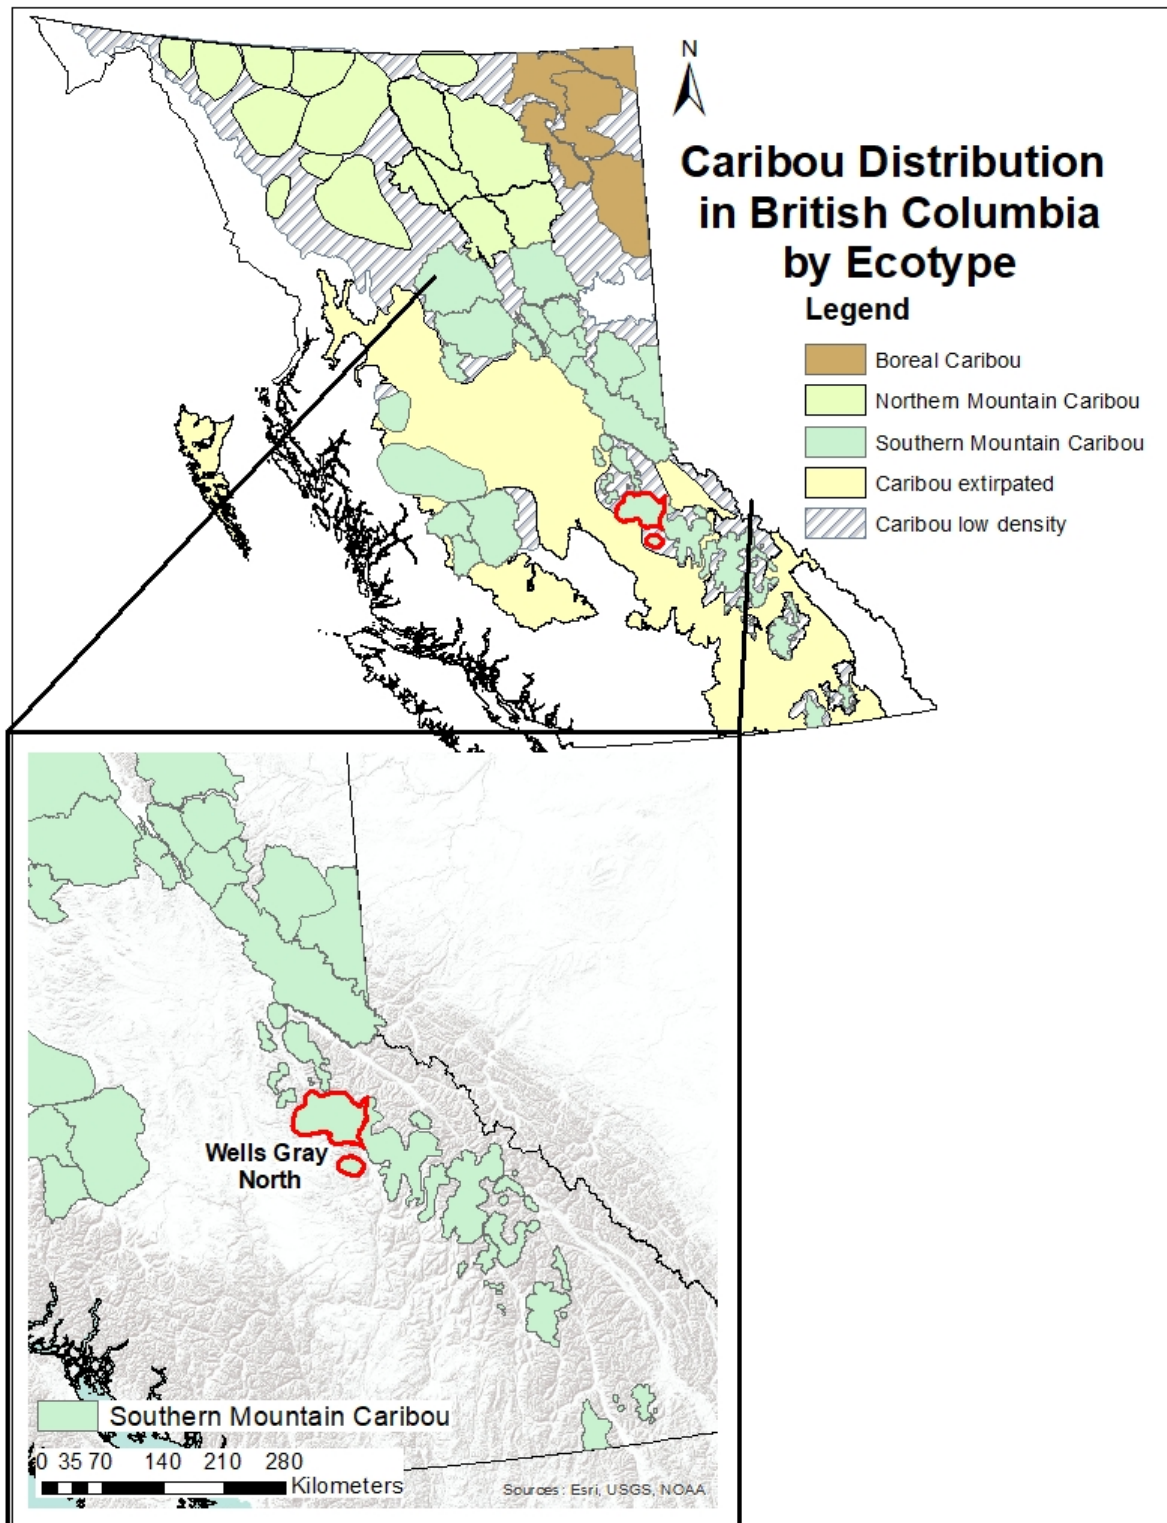 N
Caribou Distribution
in British Columbia
by Ecotype
Legend
Boreal Caribou
Northern Mountain Caribou
Southern Mountain Caribou
Caribou extirpated
Caribou low density
Wells Gray
North
Southern Mountain Caribou
0 35 70 140 210 280
Kilometers
Sources: Esri, USGS, NOAA